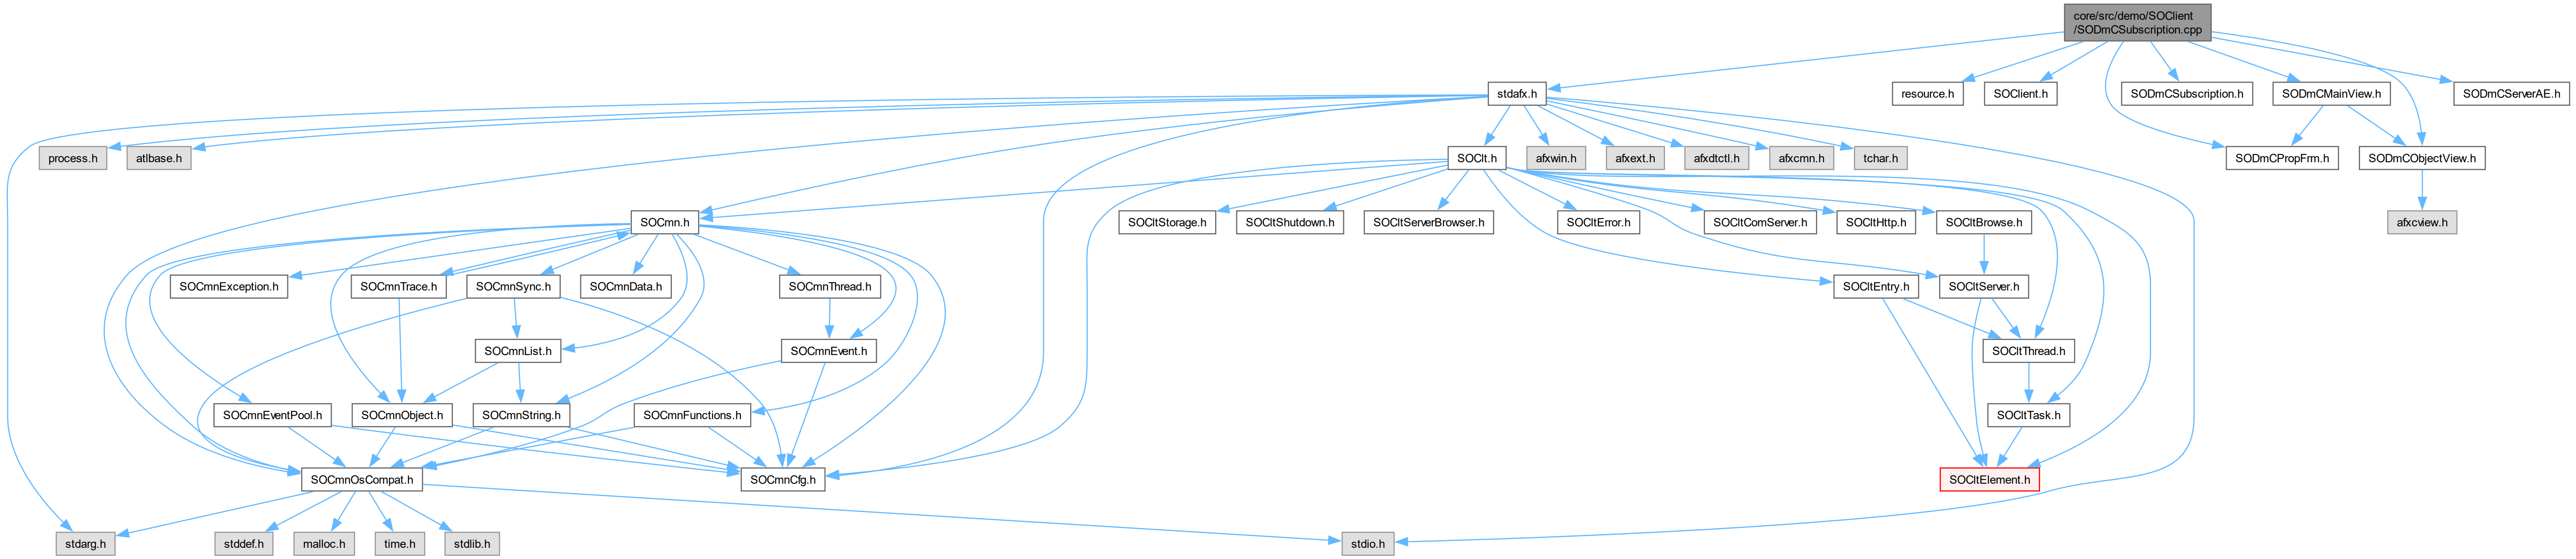 core/src/demo/SOClient
/SODmCSubscription.cpp
stdafx.h
resource.h
SOClient.h
SODmCSubscription.h
SODmCMainView.h
SODmCServerAE.h
process.h
atlbase.h
SOClt.h
afxwin.h
afxext.h
afxdtctl.h
afxcmn.h
tchar.h
SODmCPropFrm.h
SODmCObjectView.h
SOCmn.h
SOCltStorage.h
SOCltShutdown.h
SOCltServerBrowser.h
SOCltError.h
SOCltComServer.h
SOCltHttp.h
SOCltBrowse.h
afxcview.h
SOCmnException.h
SOCmnTrace.h
SOCmnSync.h
SOCmnData.h
SOCmnThread.h
SOCltEntry.h
SOCltServer.h
SOCmnList.h
SOCmnEvent.h
SOCltThread.h
SOCmnEventPool.h
SOCmnObject.h
SOCmnString.h
SOCmnFunctions.h
SOCltTask.h
SOCmnOsCompat.h
SOCmnCfg.h
SOCltElement.h
stdarg.h
stddef.h
malloc.h
time.h
stdlib.h
stdio.h